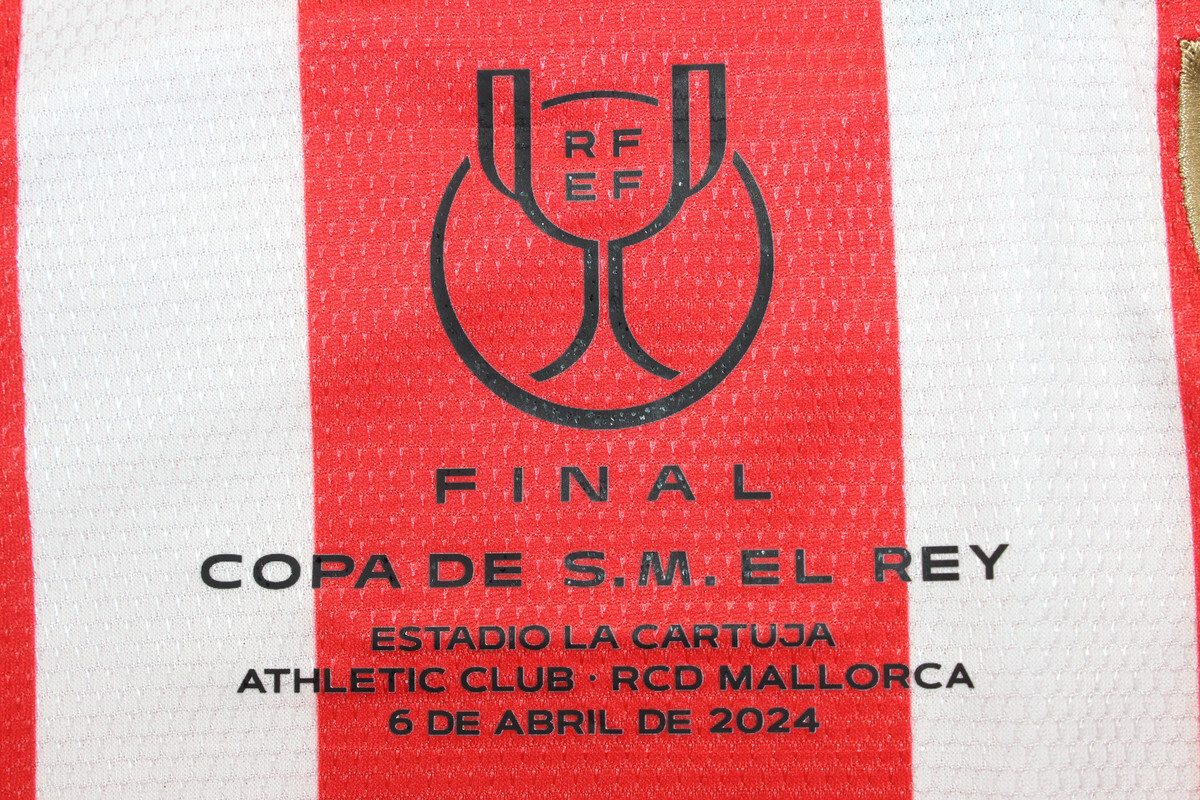 RF
EF
FINAL
COPA DE S.M. EL REY
ESTADIO LA CARTUJA
ATHLETIC CLUB · RCD MALLORCA
6 DE ABRIL DE 2024